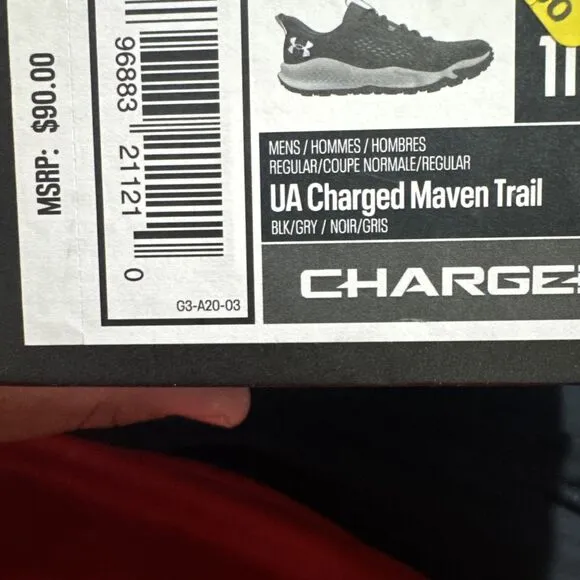 MSRP: $90.00
96883 21121 0
G3-A20-03
MENS / HOMMES / HOMBRES
REGULAR/COUPE NORMALE/REGULAR
UA Charged Maven Trail
BLK/GRY / NOIR/GRIS